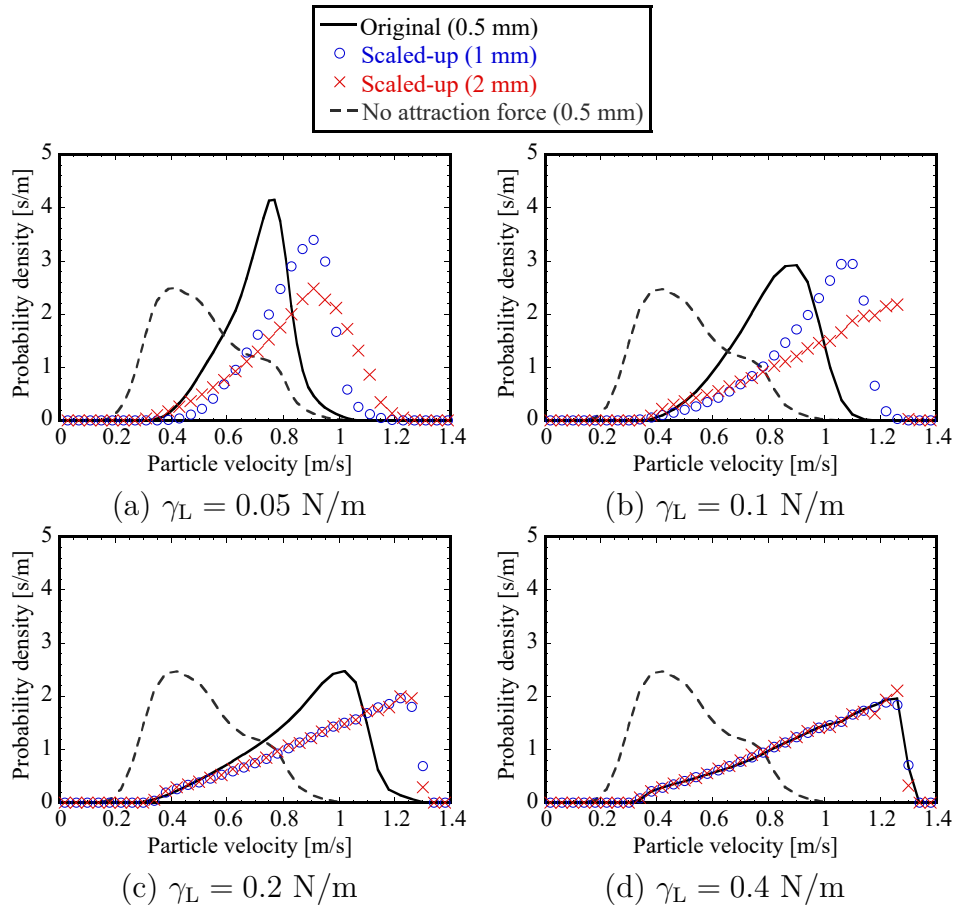 Original (0.5 mm)
Scaled-up (1 mm)
Scaled-up (2 mm)
No attraction force (0.5 mm)
Probability density [s/m]
5
4
3
2
1
0
0 0.2 0.4 0.6 0.8 1 1.2 1.4
Particle velocity [m/s]
(a) γL = 0.05 N/m
Probability density [s/m]
5
4
3
2
1
0
0 0.2 0.4 0.6 0.8 1 1.2 1.4
Particle velocity [m/s]
(b) γL = 0.1 N/m
Probability density [s/m]
5
4
3
2
1
0
0 0.2 0.4 0.6 0.8 1 1.2 1.4
Particle velocity [m/s]
(c) γL = 0.2 N/m
Probability density [s/m]
5
4
3
2
1
0
0 0.2 0.4 0.6 0.8 1 1.2 1.4
Particle velocity [m/s]
(d) γL = 0.4 N/m